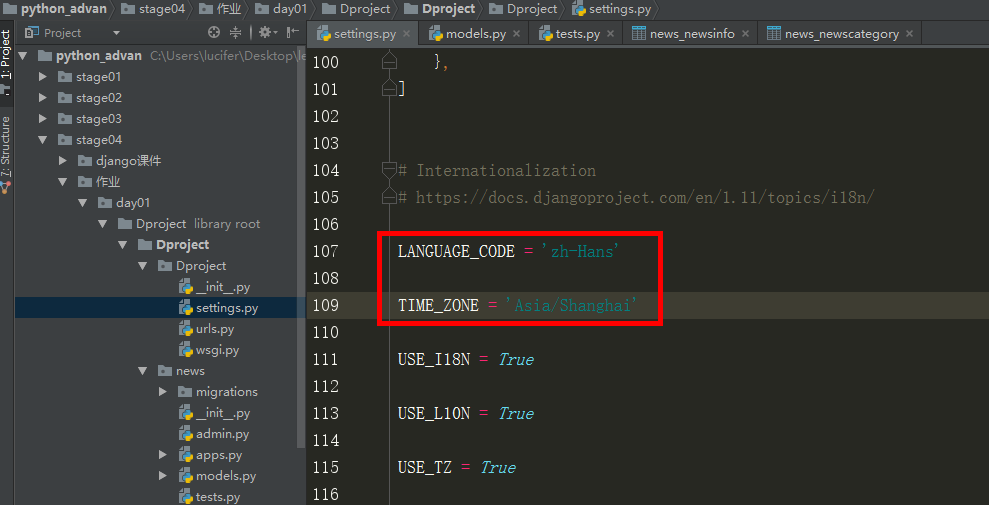 python_advan stage04 作业 day01 Dproject Dproject Dproject settings.py
Project
settings.py models.py tests.py news_newsinfo news_newscategory
1: Project
7: Structure
python_advan C:\Users\lucifer\Desktop\le
stage01
stage02
stage03
stage04
django课件
作业
day01
Dproject library root
Dproject
Dproject
__init__.py
settings.py
urls.py
wsgi.py
news
migrations
__init__.py
admin.py
apps.py
models.py
tests.py
100 },
101 ]
102
103
104 # Internationalization
105 # https://docs.djangoproject.com/en/1.11/topics/i18n/
106
107 LANGUAGE_CODE = 'zh-Hans'
108
109 TIME_ZONE = 'Asia/Shanghai'
110
111 USE_I18N = True
112
113 USE_L10N = True
114
115 USE_TZ = True
116